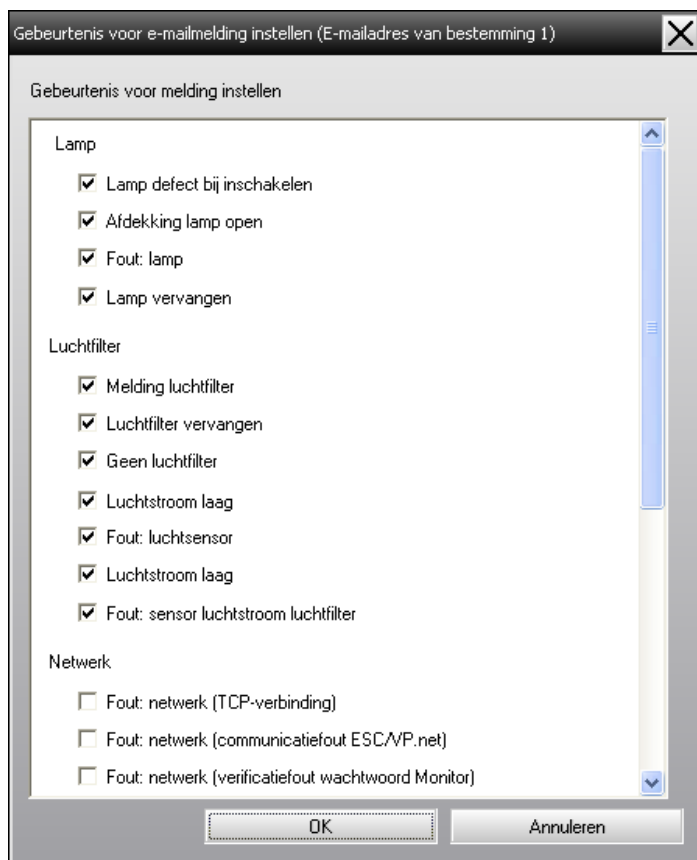 Gebeurtenis voor e-mailmelding instellen (E-mailadres van bestemming 1)
Gebeurtenis voor melding instellen
Lamp
Lamp defect bij inschakelen
Afdekking lamp open
Fout: lamp
Lamp vervangen
Luchtfilter
Melding luchtfilter
Luchtfilter vervangen
Geen luchtfilter
Luchtstroom laag
Fout: luchtsensor
Luchtstroom laag
Fout: sensor luchtstroom luchtfilter
Netwerk
Fout: netwerk (TCP-verbinding)
Fout: netwerk (communicatiefout ESC/VP.net)
Fout: netwerk (verificatiefout wachtwoord Monitor)
OK Annuleren